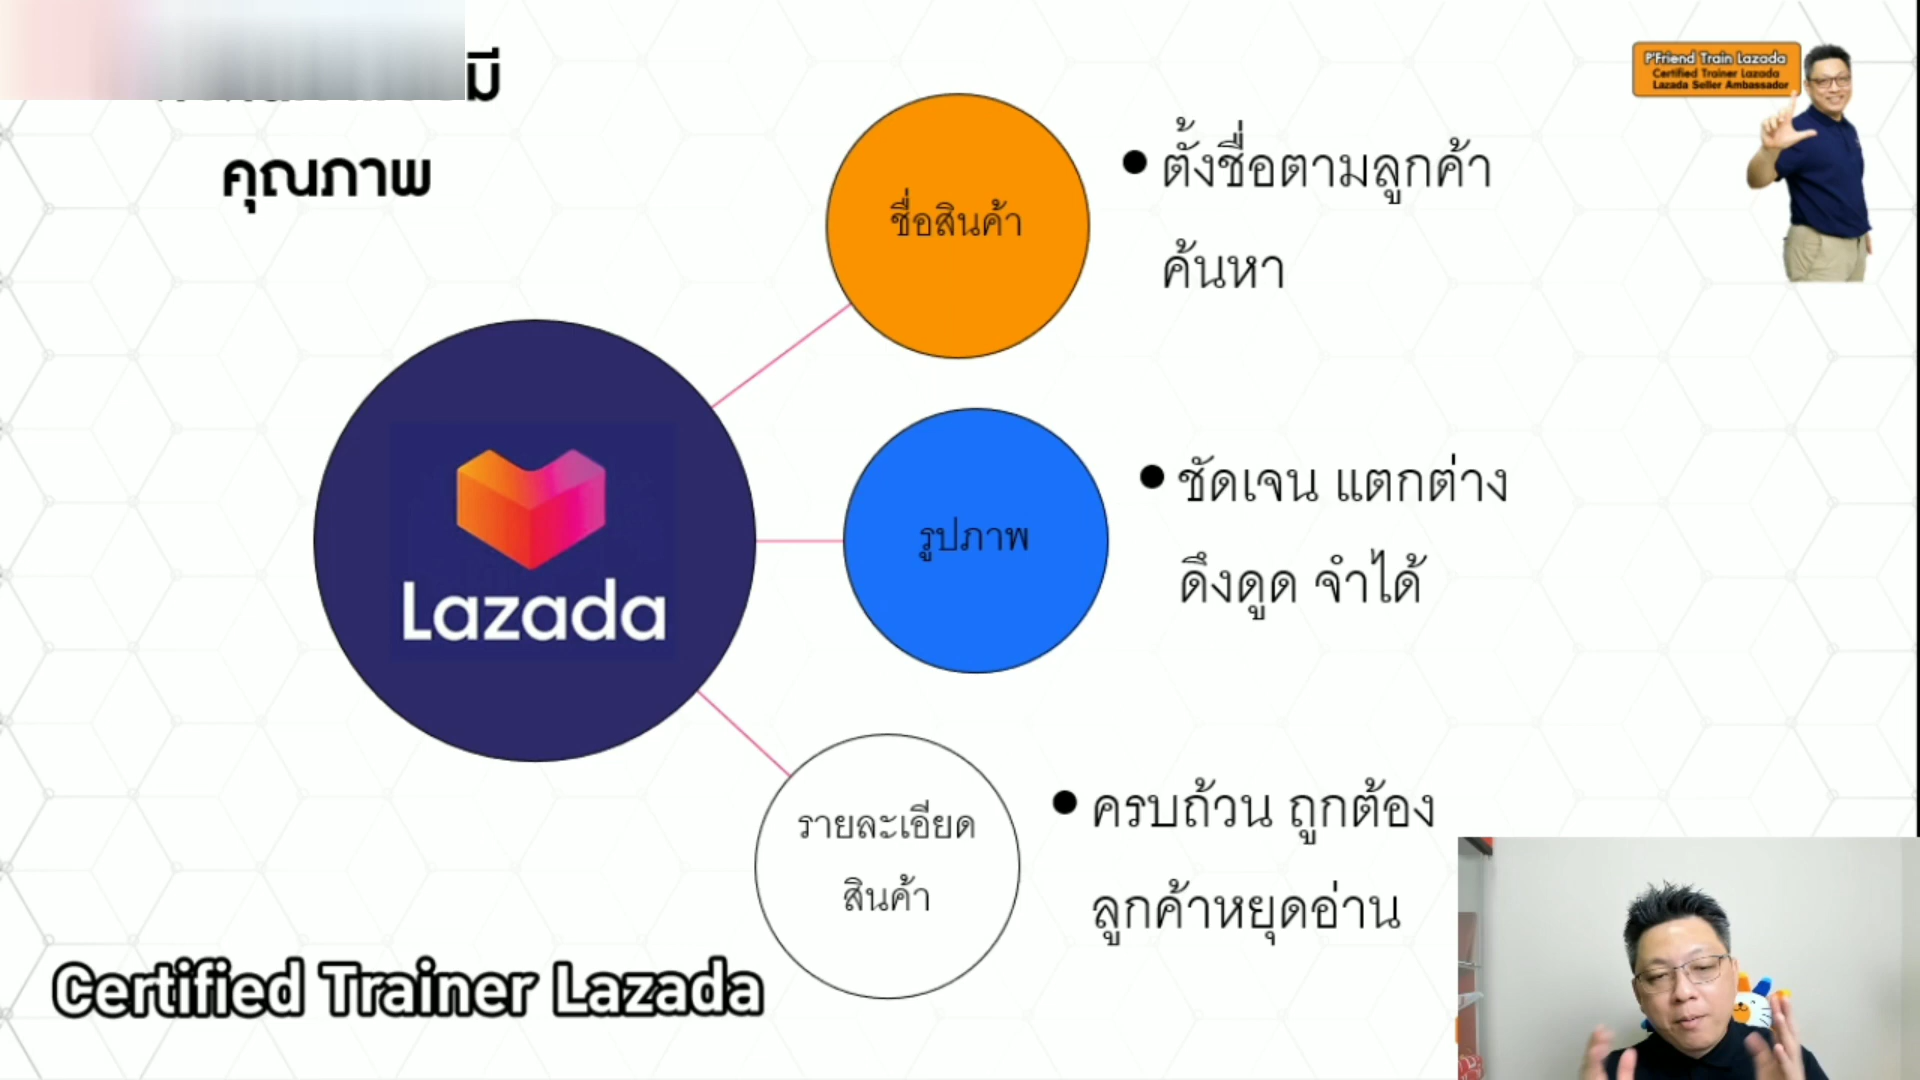 มี
คุณภาพ
P'Friend Train Lazada
Certified Trainer Lazada
Lazada Seller Ambassador
ชื่อสินค้า
• ตั้งชื่อตามลูกค้า
ค้นหา
Lazada
รูปภาพ
• ชัดเจน แตกต่าง
ดึงดูด จำได้
รายละเอียด
สินค้า
• ครบถ้วน ถูกต้อง
ลูกค้าหยุดอ่าน
Certified Trainer Lazada